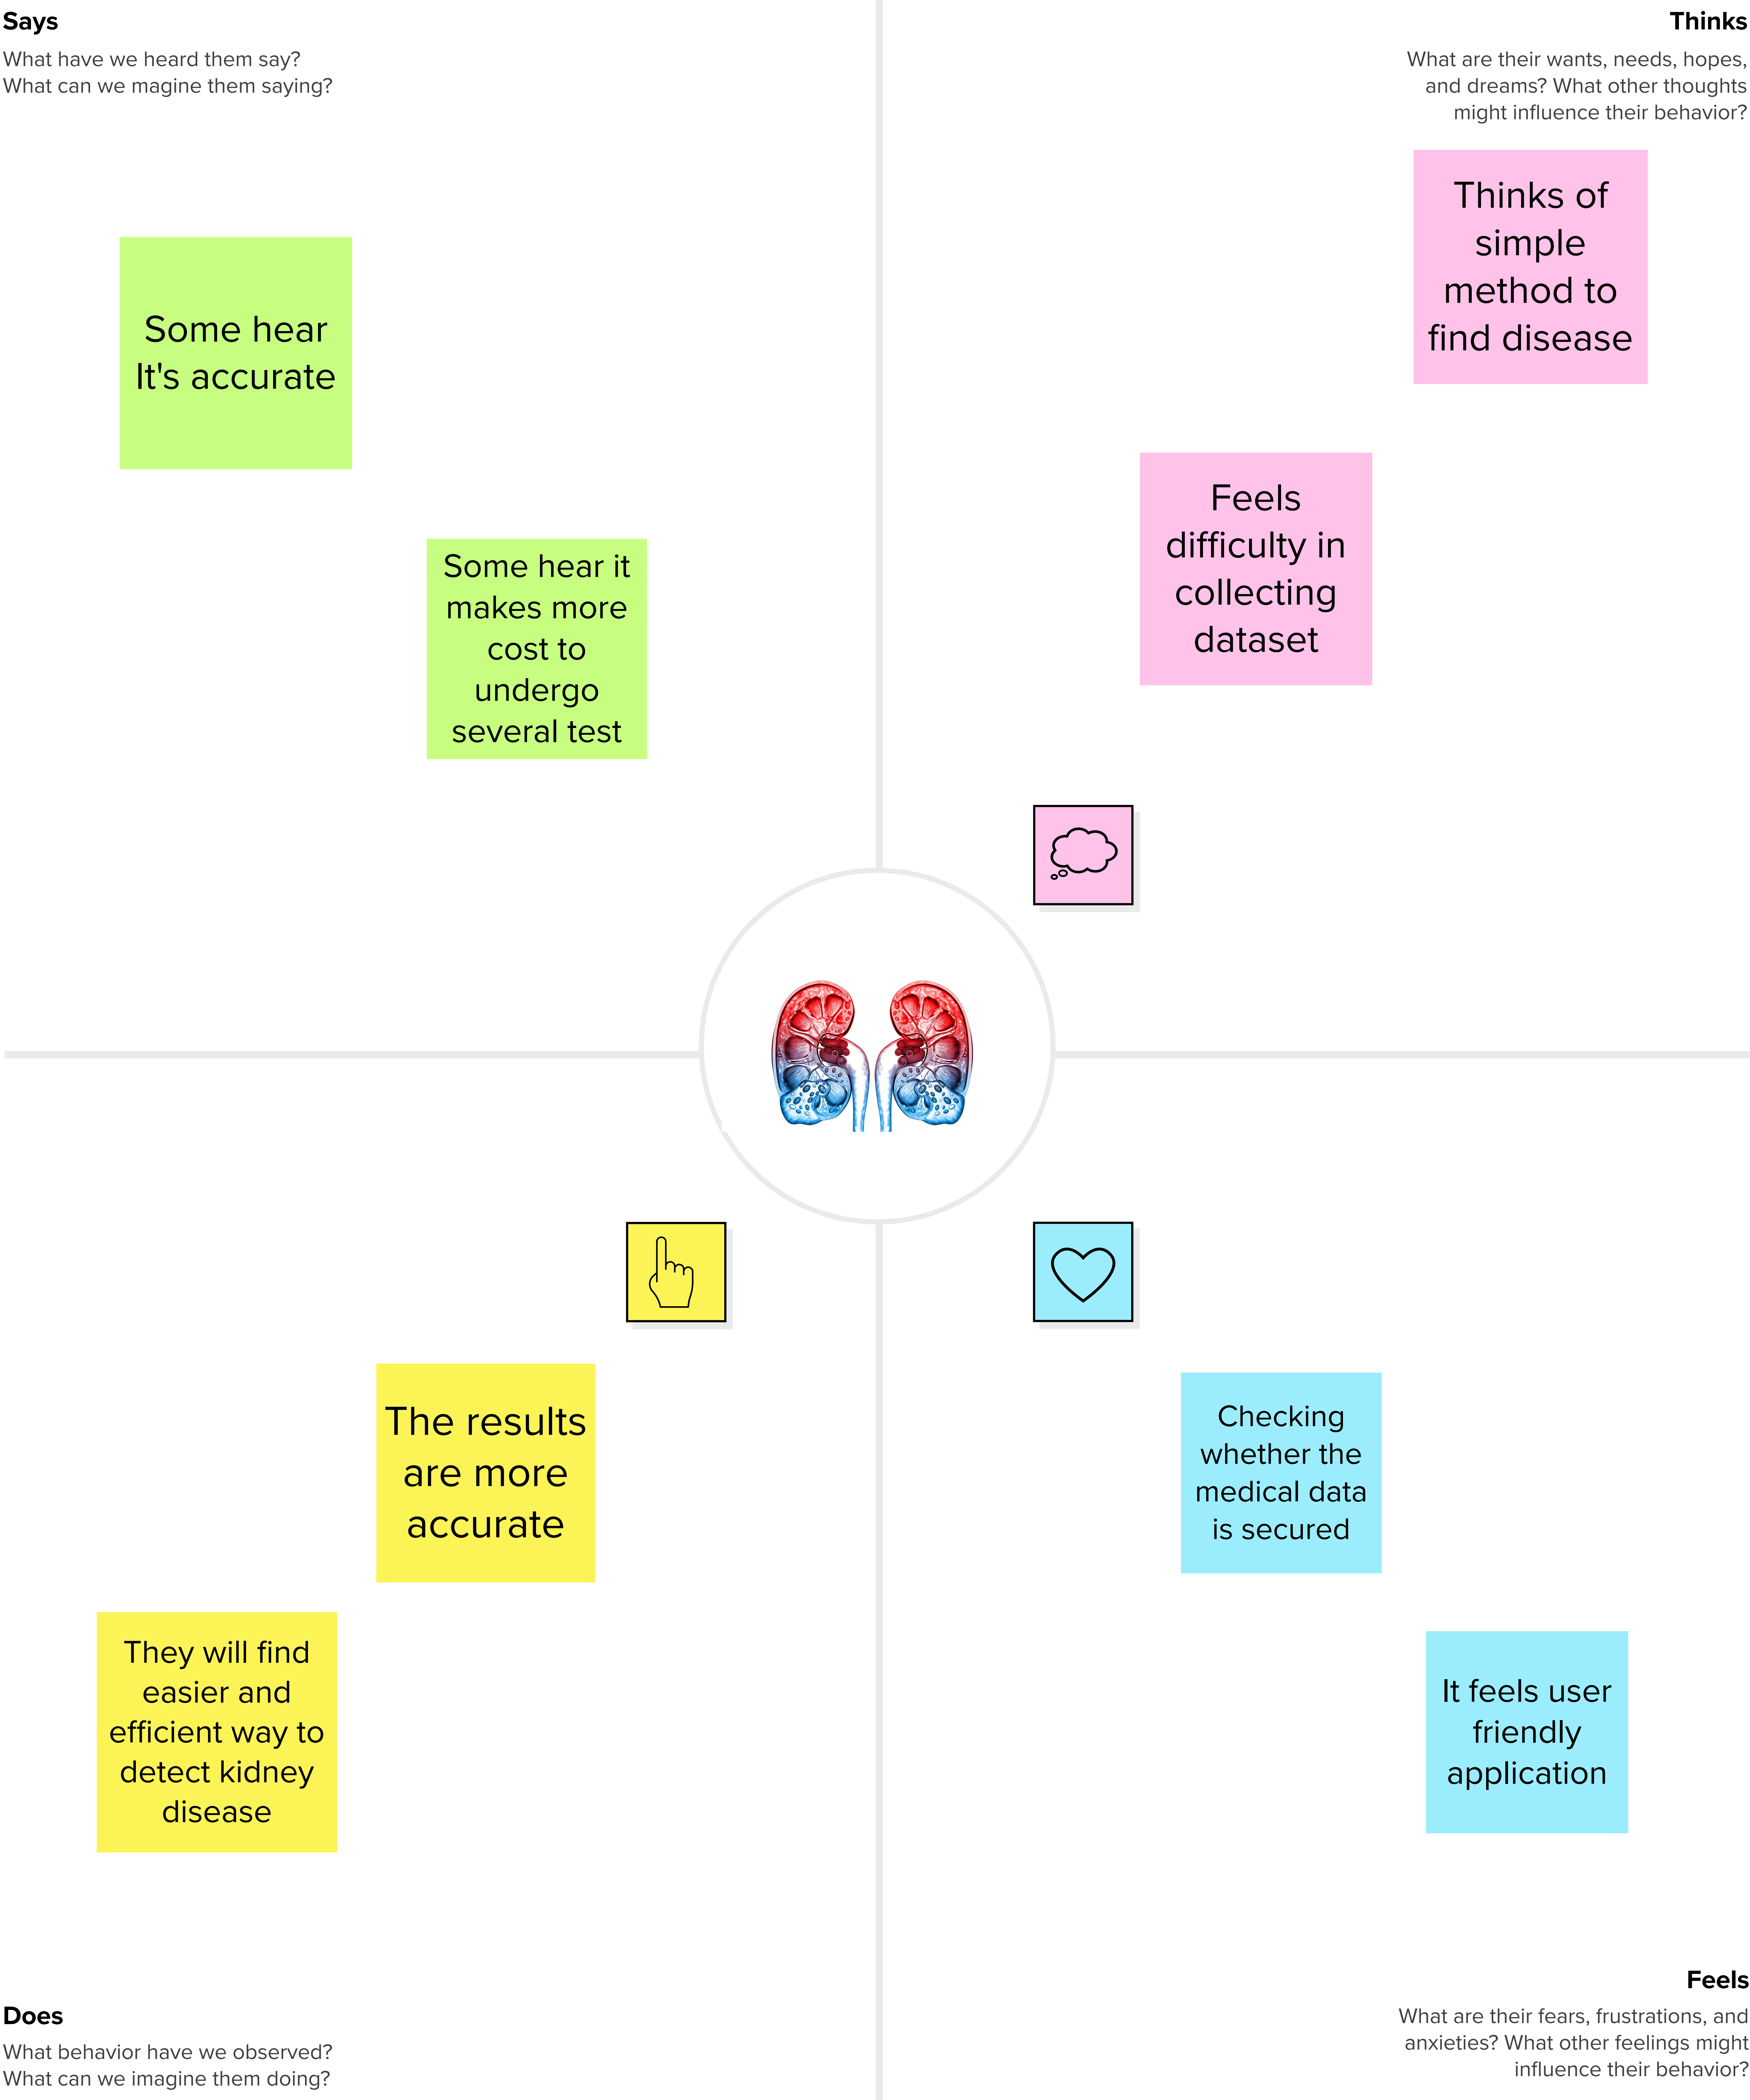 Says
What have we heard them say?
What can we magine them saying?
Thinks
What are their wants, needs, hopes,
and dreams? What other thoughts
might influence their behavior?
Some hear
It's accurate
Some hear it
makes more
cost to
undergo
several test
Thinks of
simple
method to
find disease
Feels
difficulty in
collecting
dataset
The results
are more
accurate
They will find
easier and
efficient way to
detect kidney
disease
Checking
whether the
medical data
is secured
It feels user
friendly
application
Does
What behavior have we observed?
What can we imagine them doing?
Feels
What are their fears, frustrations, and
anxieties? What other feelings might
influence their behavior?